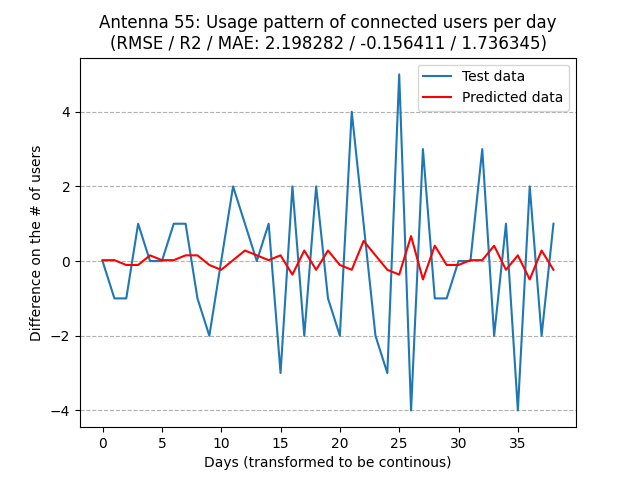 Antenna 55: Usage pattern of connected users per day
(RMSE / R2 / MAE: 2.198282 / -0.156411 / 1.736345)
Test data
Predicted data
Difference on the # of users
4
2
0
−2
−4
0 5 10 15 20 25 30 35
Days (transformed to be continous)